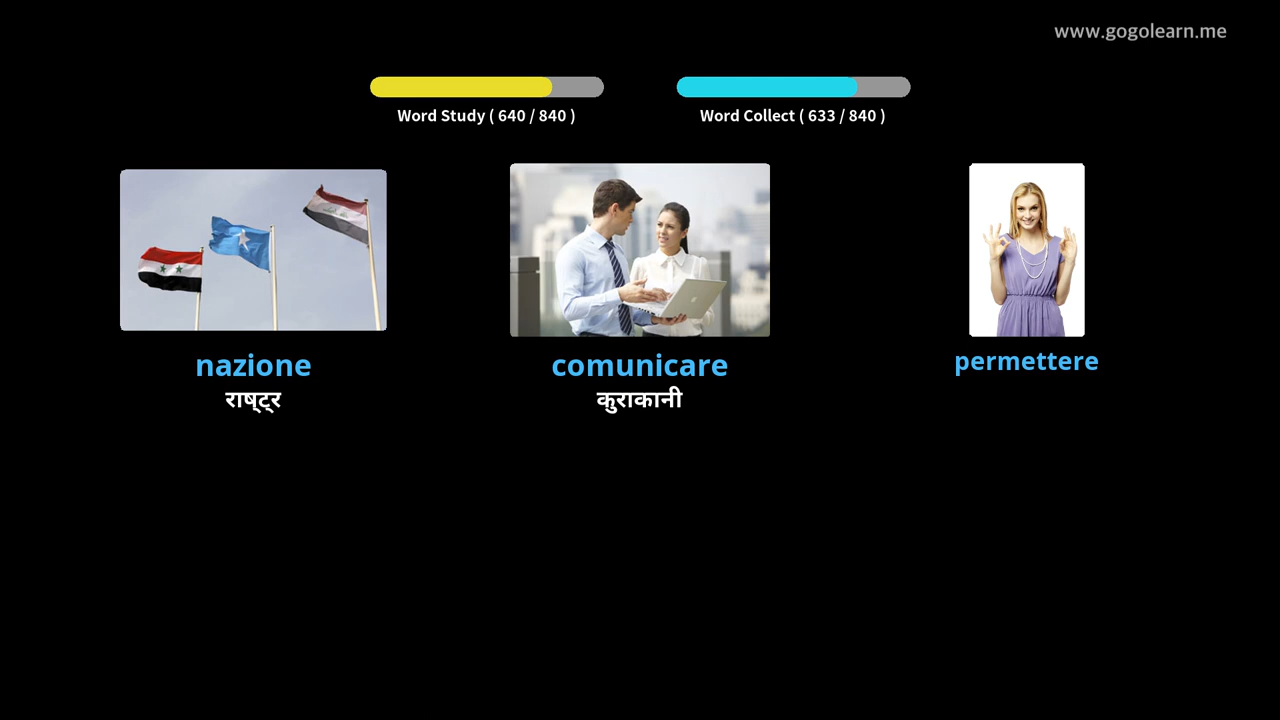 www.gogolearn.me
Word Study ( 640 / 840 )
Word Collect ( 633 / 840 )
nazione
राष्ट्र
comunicare
कुराकानी
permettere